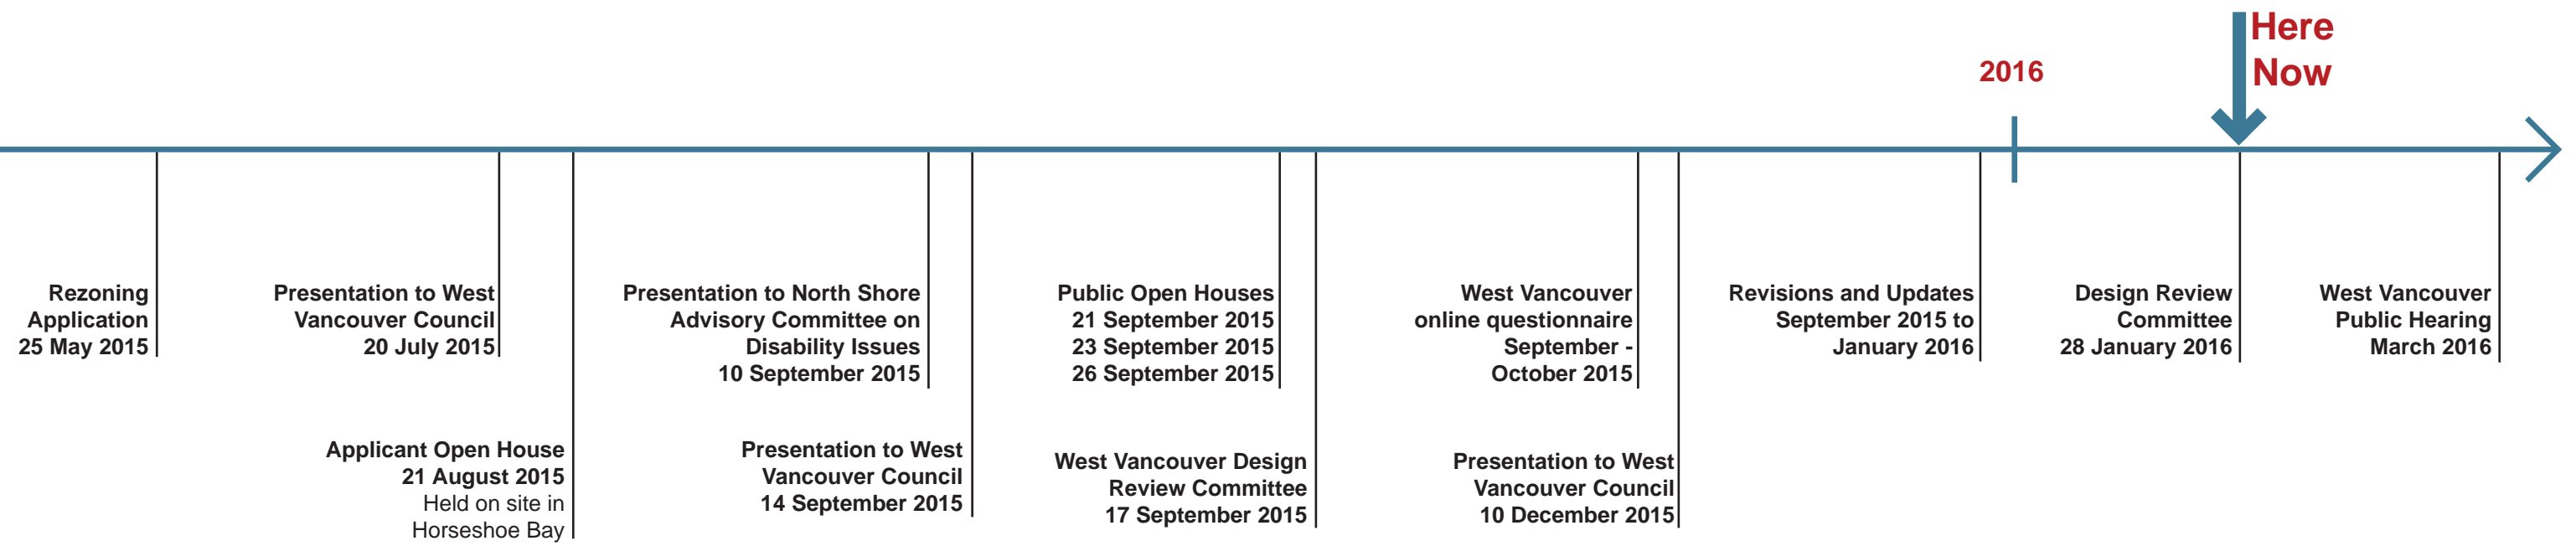 Here
Now
2016
Rezoning
Application
25 May 2015
Presentation to West
Vancouver Council
20 July 2015
Applicant Open House
21 August 2015
Held on site in
Horseshoe Bay
Presentation to North Shore
Advisory Committee on
Disability Issues
10 September 2015
Presentation to West
Vancouver Council
14 September 2015
Public Open Houses
21 September 2015
23 September 2015
26 September 2015
West Vancouver Design
Review Committee
17 September 2015
West Vancouver
online questionnaire
September -
October 2015
Presentation to West
Vancouver Council
10 December 2015
Revisions and Updates
September 2015 to
January 2016
Design Review
Committee
28 January 2016
West Vancouver
Public Hearing
March 2016